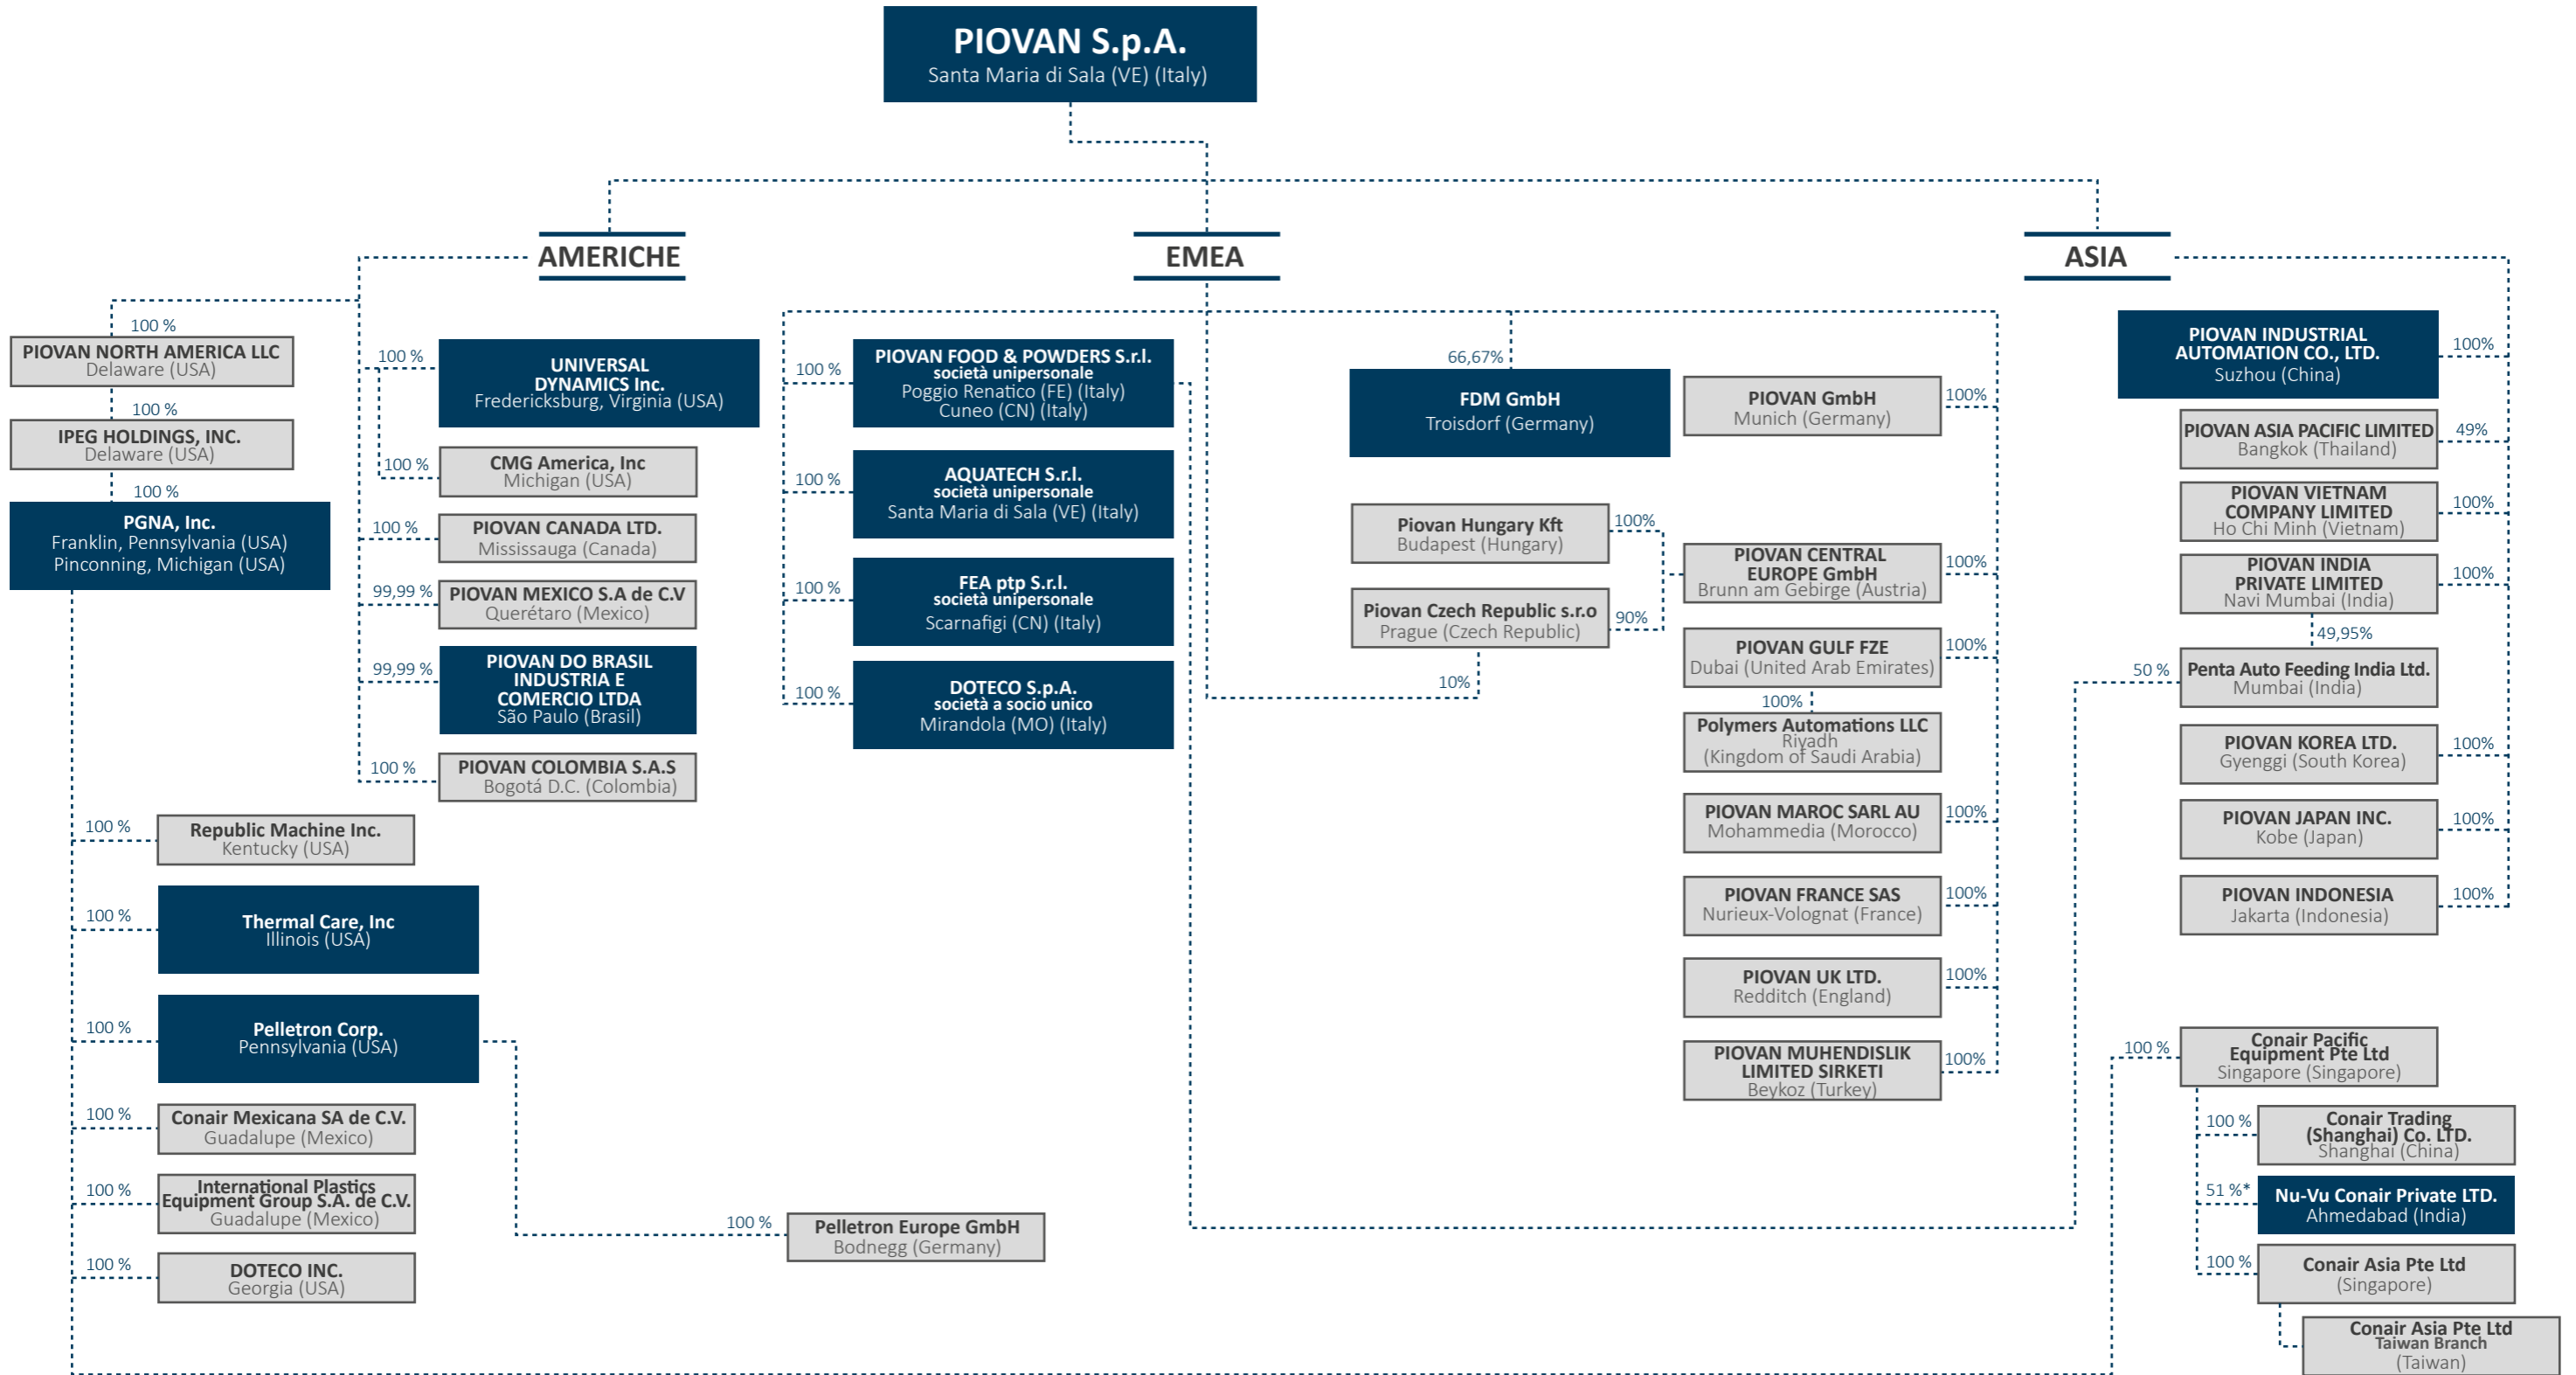 PIOVAN S.p.A.
Santa Maria di Sala (VE) (Italy)
AMERICHE
EMEA
ASIA
100 %
PIOVAN NORTH AMERICA LLC
Delaware (USA)
100 %
IPEG HOLDINGS, INC.
Delaware (USA)
100 %
PGNA, Inc.
Franklin, Pennsylvania (USA)
Pinconning, Michigan (USA)
100 %
UNIVERSAL
DYNAMICS Inc.
Fredericksburg, Virginia (USA)
100 %
CMG America, Inc
Michigan (USA)
100 %
PIOVAN CANADA LTD.
Mississauga (Canada)
99,99 %
PIOVAN MEXICO S.A de C.V
Querétaro (Mexico)
99,99 %
PIOVAN DO BRASIL
INDUSTRIA E
COMERCIO LTDA
São Paulo (Brasil)
100 %
PIOVAN COLOMBIA S.A.S
Bogotá D.C. (Colombia)
100 %
Republic Machine Inc.
Kentucky (USA)
100 %
Thermal Care, Inc
Illinois (USA)
100 %
Pelletron Corp.
Pennsylvania (USA)
100 %
Conair Mexicana SA de C.V.
Guadalupe (Mexico)
100 %
International Plastics
Equipment Group S.A. de C.V.
Guadalupe (Mexico)
100 %
DOTECO INC.
Georgia (USA)
100 %
Pelletron Europe GmbH
Bodnegg (Germany)
100 %
PIOVAN FOOD & POWDERS S.r.l.
società unipersonale
Poggio Renatico (FE) (Italy)
Cuneo (CN) (Italy)
100 %
AQUATECH S.r.l.
società unipersonale
Santa Maria di Sala (VE) (Italy)
100 %
FEA ptp S.r.l.
società unipersonale
Scarnafigi (CN) (Italy)
100 %
DOTECO S.p.A.
società a socio unico
Mirandola (MO) (Italy)
66,67%
FDM GmbH
Troisdorf (Germany)
PIOVAN GmbH
Munich (Germany)
100%
Piovan Hungary Kft
Budapest (Hungary)
100%
Piovan Czech Republic s.r.o
Prague (Czech Republic)
90%
10%
PIOVAN CENTRAL
EUROPE GmbH
Brunn am Gebirge (Austria)
100%
PIOVAN GULF FZE
Dubai (United Arab Emirates)
100%
100%
Polymers Automations LLC
Riyadh
(Kingdom of Saudi Arabia)
PIOVAN MAROC SARL AU
Mohammedia (Morocco)
100%
PIOVAN FRANCE SAS
Nurieux-Volognat (France)
100%
PIOVAN UK LTD.
Redditch (England)
100%
PIOVAN MUHENDISLIK
LIMITED SIRKETI
Beykoz (Turkey)
100%
PIOVAN INDUSTRIAL
AUTOMATION CO., LTD.
Suzhou (China)
100%
PIOVAN ASIA PACIFIC LIMITED
Bangkok (Thailand)
49%
PIOVAN VIETNAM
COMPANY LIMITED
Ho Chi Minh (Vietnam)
100%
PIOVAN INDIA
PRIVATE LIMITED
Navi Mumbai (India)
100%
49,95%
50 %
Penta Auto Feeding India Ltd.
Mumbai (India)
PIOVAN KOREA LTD.
Gyenggi (South Korea)
100%
PIOVAN JAPAN INC.
Kobe (Japan)
100%
PIOVAN INDONESIA
Jakarta (Indonesia)
100%
100 %
Conair Pacific
Equipment Pte Ltd
Singapore (Singapore)
100 %
Conair Trading
(Shanghai) Co. LTD.
Shanghai (China)
51 %*
Nu-Vu Conair Private LTD.
Ahmedabad (India)
100 %
Conair Asia Pte Ltd
(Singapore)
Conair Asia Pte Ltd
Taiwan Branch
(Taiwan)